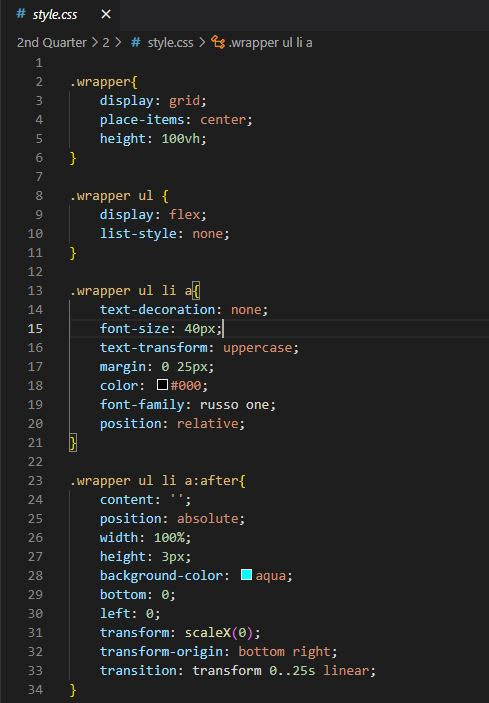 # style.css ×
2nd Quarter > 2 > # style.css > .wrapper ul li a
1
2 .wrapper{
3 display: grid;
4 place-items: center;
5 height: 100vh;
6 }
7
8 .wrapper ul {
9 display: flex;
10 list-style: none;
11 }
12
13 .wrapper ul li a{
14 text-decoration: none;
15 font-size: 40px;
16 text-transform: uppercase;
17 margin: 0 25px;
18 color: #000;
19 font-family: russo one;
20 position: relative;
21 }
22
23 .wrapper ul li a:after{
24 content: '';
25 position: absolute;
26 width: 100%;
27 height: 3px;
28 background-color: aqua;
29 bottom: 0;
30 left: 0;
31 transform: scaleX(0);
32 transform-origin: bottom right;
33 transition: transform 0..25s linear;
34 }